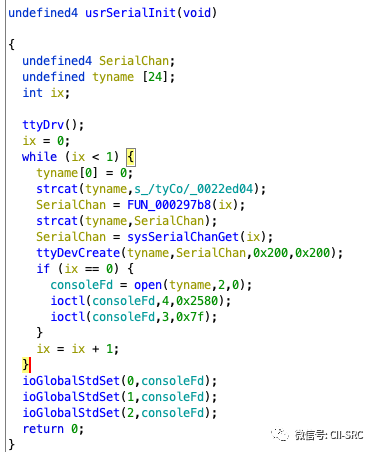 undefined4 usrSerialInit(void)
{
undefined4 SerialChan;
undefined tyname [24];
int ix;
ttyDrv();
ix = 0;
while (ix < 1) {
tyname[0] = 0;
strcat(tyname,s_/tyCo/_0022ed04);
SerialChan = FUN_000297b8(ix);
strcat(tyname,SerialChan);
SerialChan = sysSerialChanGet(ix);
ttyDevCreate(tyname,SerialChan,0x200,0x200);
if (ix == 0) {
consoleFd = open(tyname,2,0);
ioctl(consoleFd,4,0x2580);
ioctl(consoleFd,3,0x7f);
}
ix = ix + 1;
}
ioGlobalStdSet(0,consoleFd);
ioGlobalStdSet(1,consoleFd);
ioGlobalStdSet(2,consoleFd);
return 0;
}
微信号: CII-SRC